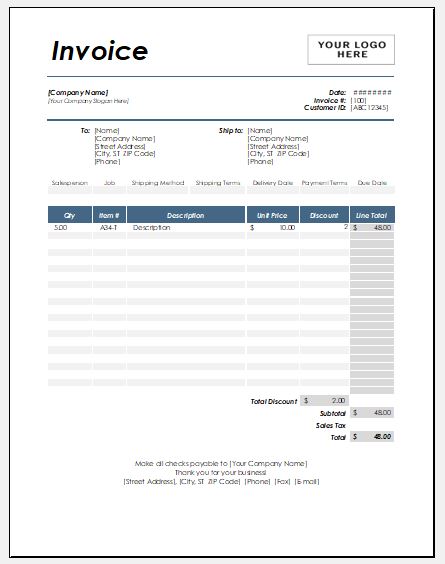 Invoice
YOUR LOGO
HERE
[Company Name]
[Your Company Slogan Here]
Date: ########
Invoice #: [100]
Customer ID: [ABC12345]
To: [Name]
[Company Name]
[Street Address]
[City, ST ZIP Code]
[Phone]
Ship to: [Name]
[Company Name]
[Street Address]
[City, ST ZIP Code]
[Phone]
Salesperson Job Shipping Method Shipping Terms Delivery Date Payment Terms Due Date
Qty Item # Description Unit Price Discount Line Total
5.00 A34-T Description $ 10.00 2 $ 48.00
Total Discount $ 2.00
Subtotal $ 48.00
Sales Tax
Total $ 48.00
Make all checks payable to [Your Company Name]
Thank you for your business!
[Street Address], [City, ST ZIP Code] [Phone] [Fax] [E-mail]